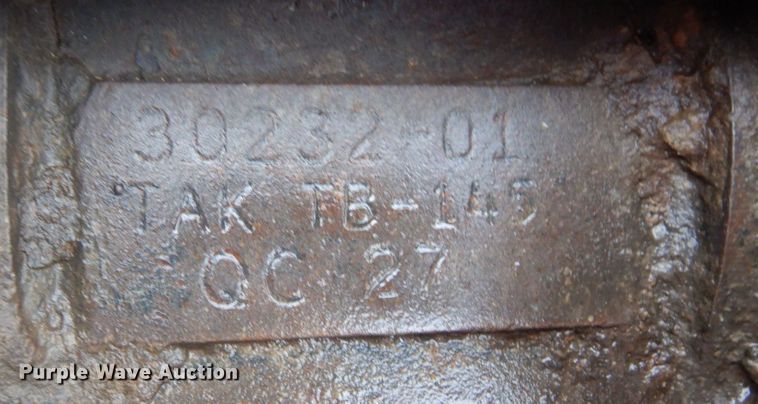 30232-01
TAK TB-145
QC 27
Purple Wave Auction